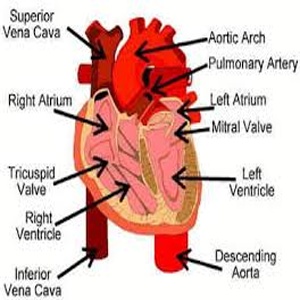 Superior
Vena Cava
Aortic Arch
Pulmonary Artery
Right Atrium
Left Atrium
Mitral Valve
Tricuspid
Valve
Left
Ventricle
Right
Ventricle
Inferior
Vena Cava
Descending
Aorta